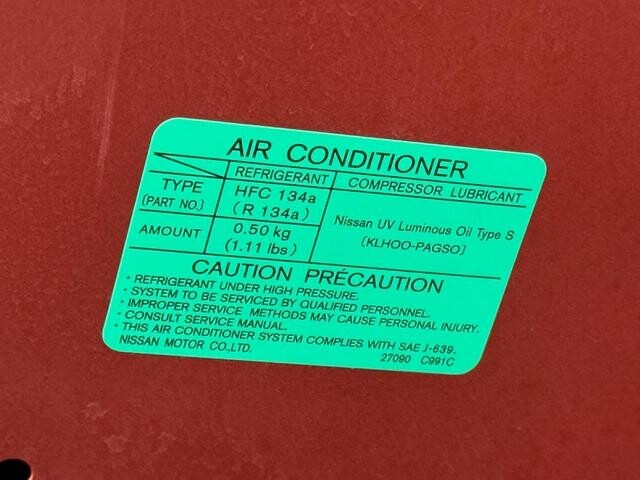 AIR CONDITIONER
REFRIGERANT COMPRESSOR LUBRICANT
TYPE
(PART NO.)
HFC 134a
(R 134a)
Nissan UV Luminous Oil Type S
[KLHOO-PAGSO]
AMOUNT
0.50 kg
(1.11 lbs)
CAUTION PRÉCAUTION
· REFRIGERANT UNDER HIGH PRESSURE.
· SYSTEM TO BE SERVICED BY QUALIFIED PERSONNEL.
· IMPROPER SERVICE METHODS MAY CAUSE PERSONAL INJURY.
· CONSULT SERVICE MANUAL.
· THIS AIR CONDITIONER SYSTEM COMPLIES WITH SAE J-639.
NISSAN MOTOR CO.,LTD. 27090 C991C